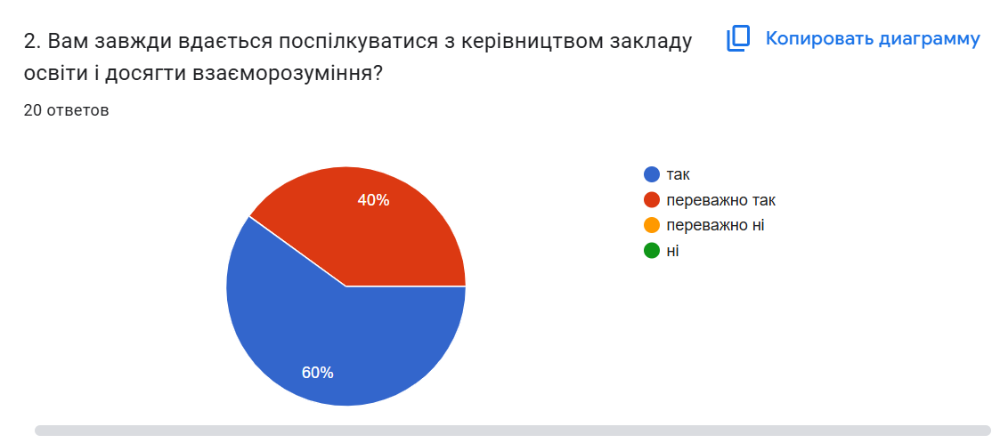 2. Вам завжди вдається поспілкуватися з керівництвом закладу
освіти і досягти взаєморозуміння?
Копировать диаграмму
20 ответов
40%
60%
так
переважно так
переважно ні
ні